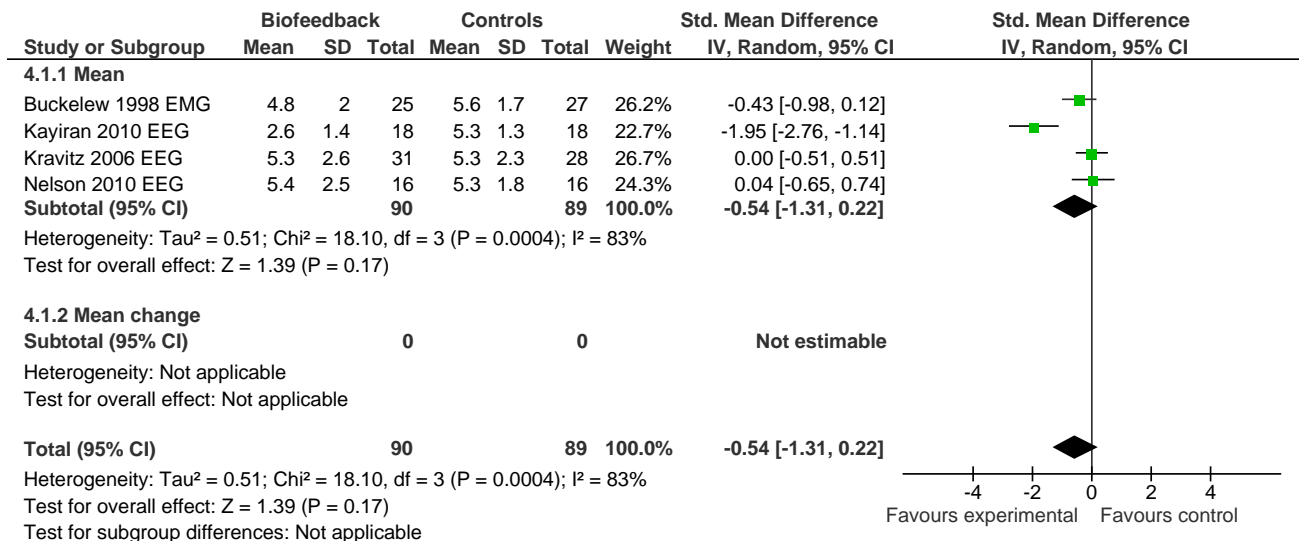 Biofeedback Controls Std. Mean Difference Std. Mean Difference
Study or Subgroup Mean SD Total Mean SD Total Weight IV, Random, 95% CI IV, Random, 95% CI
4.1.1 Mean
Buckelew 1998 EMG 4.8 2 25 5.6 1.7 27 26.2% -0.43 [-0.98, 0.12]
Kayiran 2010 EEG 2.6 1.4 18 5.3 1.3 18 22.7% -1.95 [-2.76, -1.14]
Kravitz 2006 EEG 5.3 2.6 31 5.3 2.3 28 26.7% 0.00 [-0.51, 0.51]
Nelson 2010 EEG 5.4 2.5 16 5.3 1.8 16 24.3% 0.04 [-0.65, 0.74]
Subtotal (95% CI) 90 89 100.0% -0.54 [-1.31, 0.22]
Heterogeneity: Tau² = 0.51; Chi² = 18.10, df = 3 (P = 0.0004); I² = 83%
Test for overall effect: Z = 1.39 (P = 0.17)
4.1.2 Mean change
Subtotal (95% CI) 0 0 Not estimable
Heterogeneity: Not applicable
Test for overall effect: Not applicable
Total (95% CI) 90 89 100.0% -0.54 [-1.31, 0.22]
Heterogeneity: Tau² = 0.51; Chi² = 18.10, df = 3 (P = 0.0004); I² = 83%
Test for overall effect: Z = 1.39 (P = 0.17)
Test for subgroup differences: Not applicable
-4 -2 0 2 4
Favours experimental Favours control